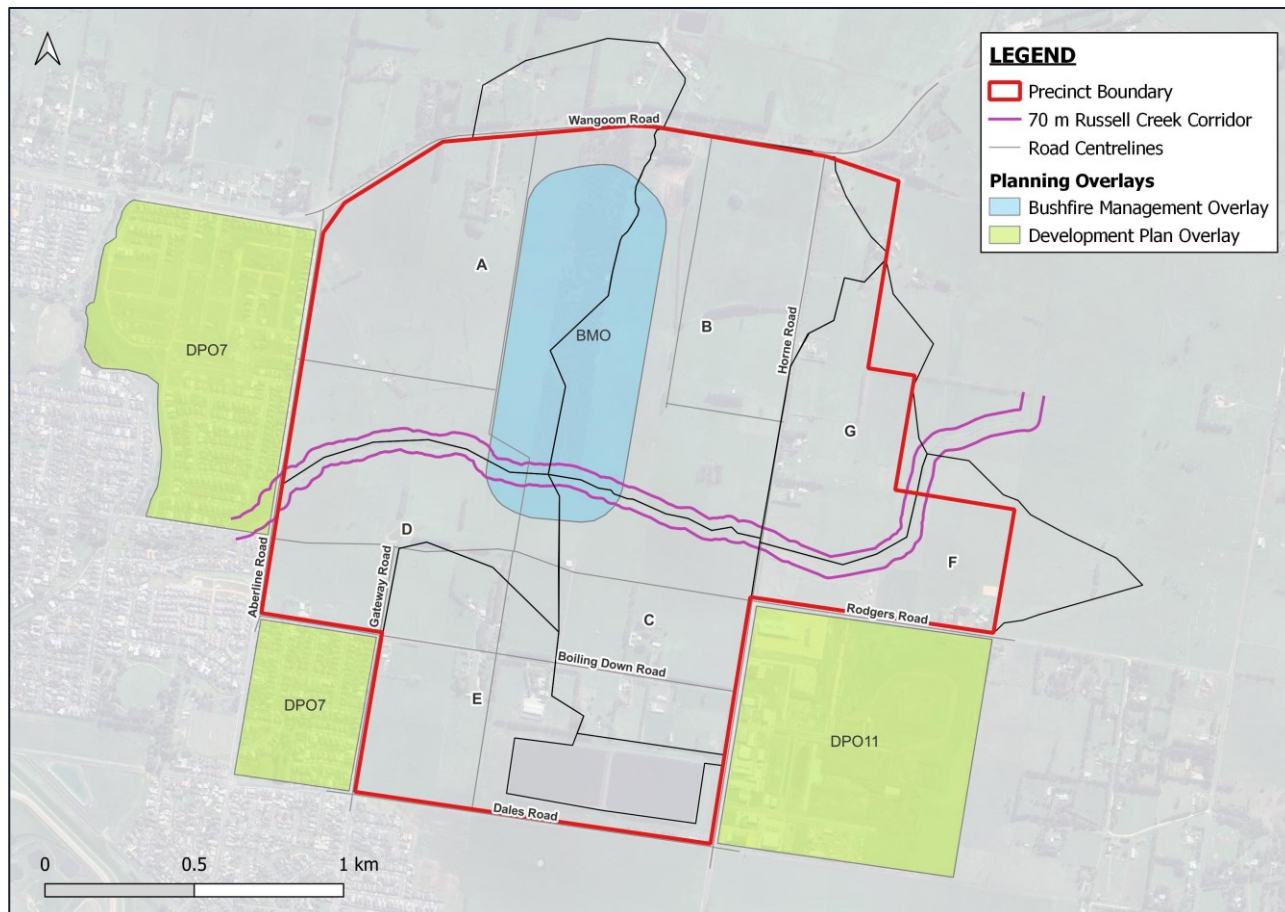 LEGEND
Precinct Boundary
70 m Russell Creek Corridor
Road Centrelines
Planning Overlays
Bushfire Management Overlay
Development Plan Overlay
Wangoom Road
A
BMO
B
DPO7
Horne Road
G
D
Aberline Road
Gateway Road
F
Rodgers Road
C
Boiling Down Road
E
DPO7
DPO11
Dales Road
0 0.5 1 km